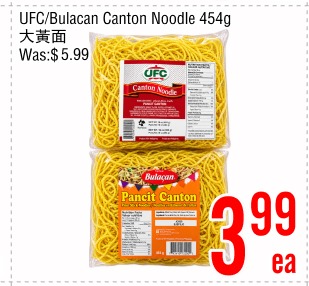 UFC/Bulacan Canton Noodle 454g
大黃面
Was:$5.99
UFC
Canton Noodle
Bulacan
Pancit Canton
3.99
ea